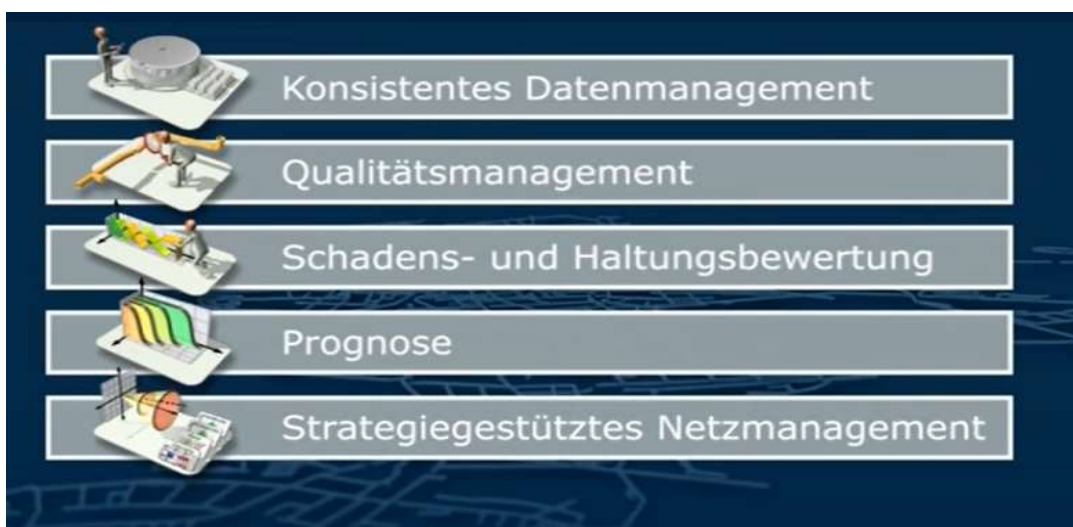 Konsistentes Datenmanagement
Qualitätsmanagement
Schadens- und Haltungsbewertung
Prognose
Strategiegestütztes Netzmanagement